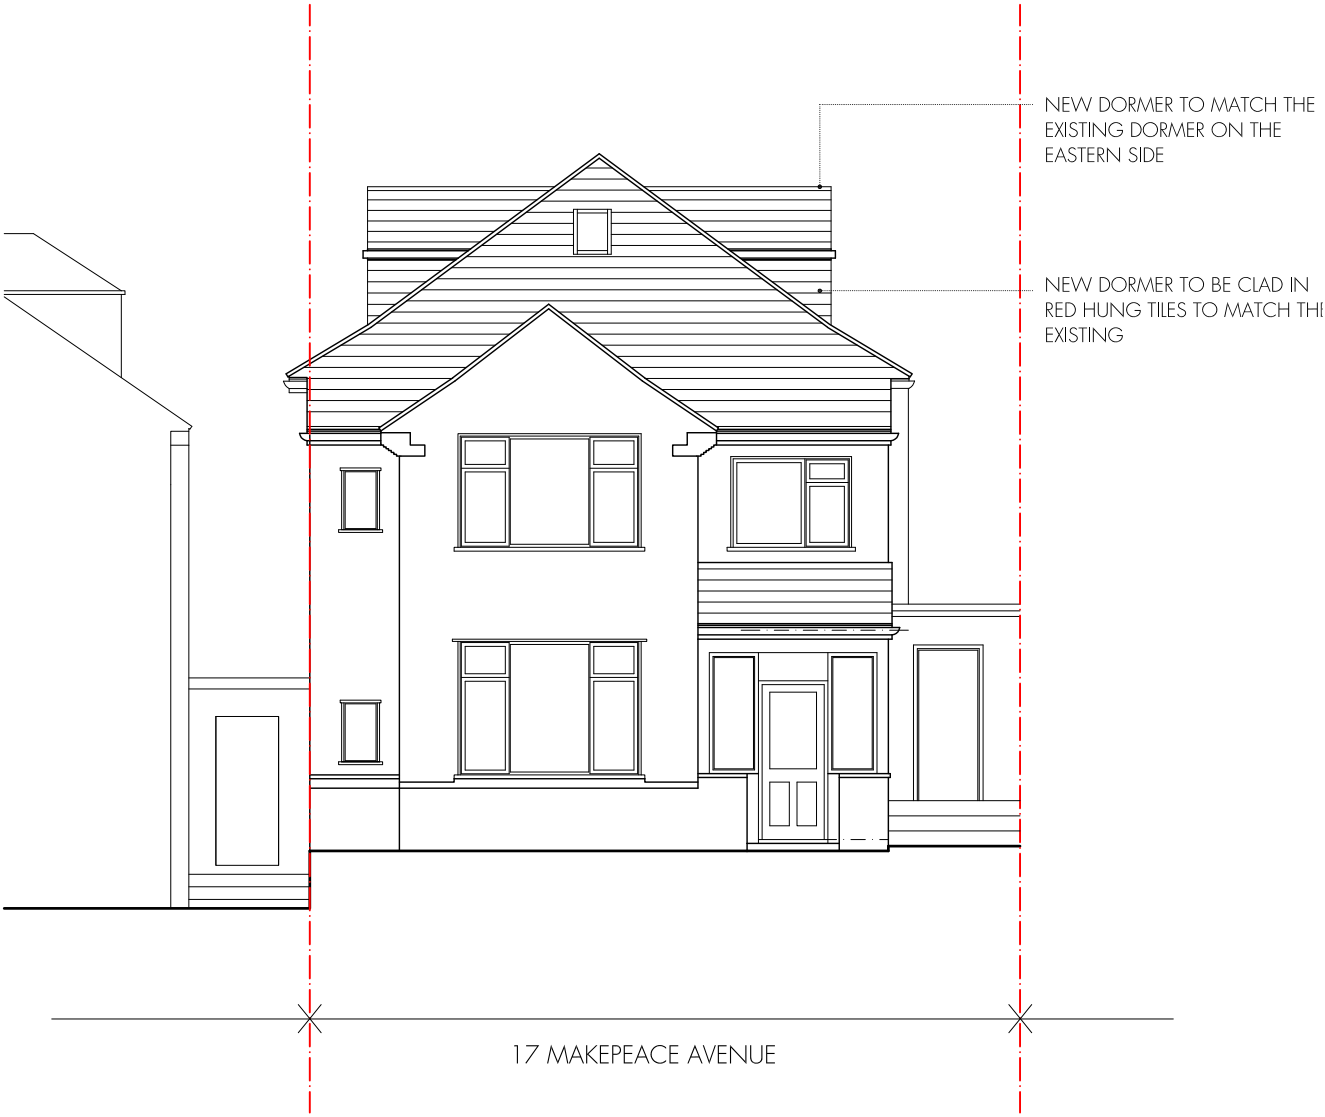 NEW DORMER TO MATCH THE
EXISTING DORMER ON THE
EASTERN SIDE
NEW DORMER TO BE CLAD IN
RED HUNG TILES TO MATCH THE
EXISTING
17 MAKEPEACE AVENUE